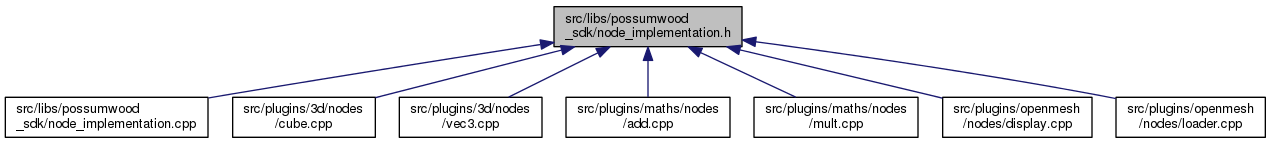 src/libs/possumwood
_sdk/node_implementation.h
src/libs/possumwood
_sdk/node_implementation.cpp
src/plugins/3d/nodes
/cube.cpp
src/plugins/3d/nodes
/vec3.cpp
src/plugins/maths/nodes
/add.cpp
src/plugins/maths/nodes
/mult.cpp
src/plugins/openmesh
/nodes/display.cpp
src/plugins/openmesh
/nodes/loader.cpp